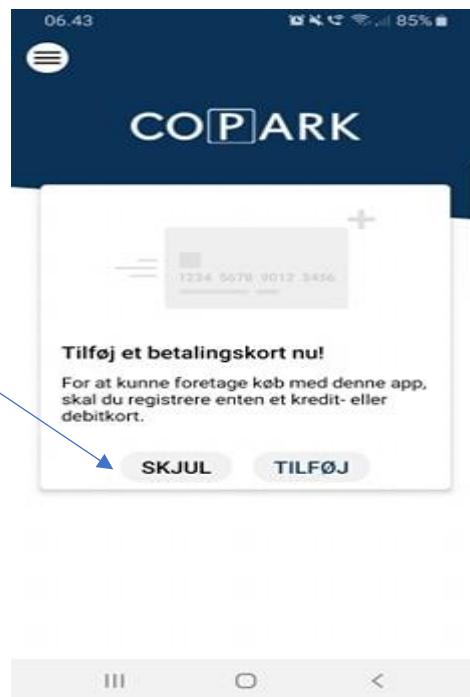 06.43 85%
COPARK
1234 5678 9012 3456
Tilføj et betalingskort nu!
For at kunne foretage køb med denne app,
skal du registrere enten et kredit- eller
debitkort.
SKJUL TILFØJ